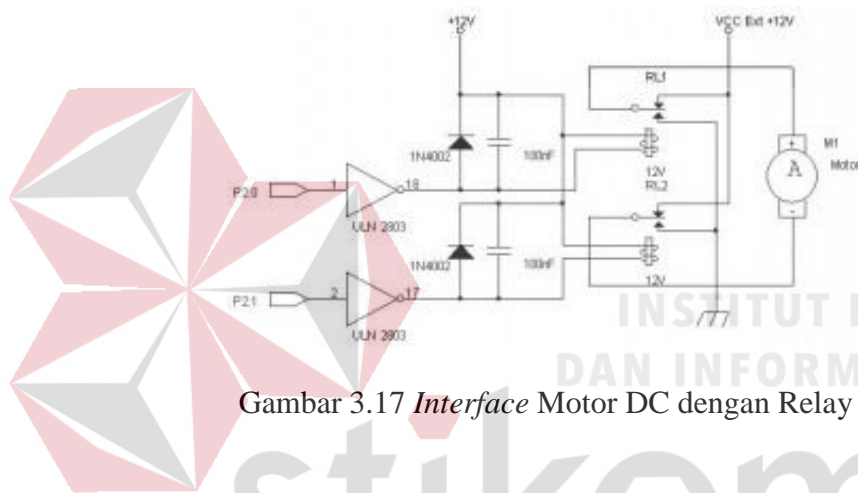 +12V
VCC Ext +12V
RL1
1N4002
100nF
12V
RL2
M1
Motor
+
A
-
P2.0
1
18
ULN 2803
1N4002
100nF
12V
P2.1
2
17
ULN 2803
INSTITUT
DAN INFORM
Gambar 3.17 Interface Motor DC dengan Relay
stikom